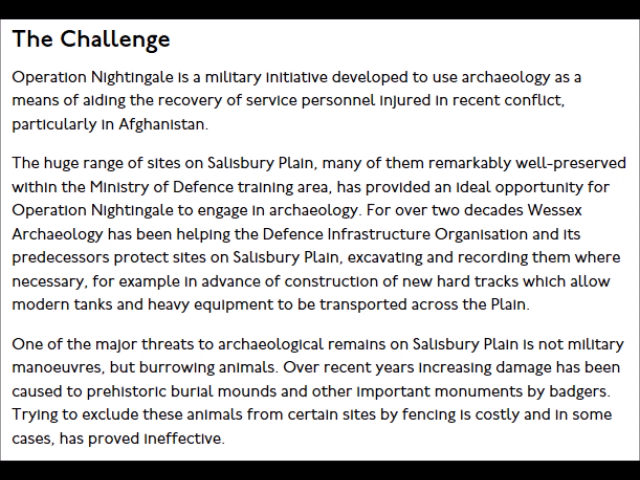 The Challenge
Operation Nightingale is a military initiative developed to use archaeology as a
means of aiding the recovery of service personnel injured in recent conflict,
particularly in Afghanistan.
The huge range of sites on Salisbury Plain, many of them remarkably well-preserved
within the Ministry of Defence training area, has provided an ideal opportunity for
Operation Nightingale to engage in archaeology. For over two decades Wessex
Archaeology has been helping the Defence Infrastructure Organisation and its
predecessors protect sites on Salisbury Plain, excavating and recording them where
necessary, for example in advance of construction of new hard tracks which allow
modern tanks and heavy equipment to be transported across the Plain.
One of the major threats to archaeological remains on Salisbury Plain is not military
manoeuvres, but burrowing animals. Over recent years increasing damage has been
caused to prehistoric burial mounds and other important monuments by badgers.
Trying to exclude these animals from certain sites by fencing is costly and in some
cases, has proved ineffective.